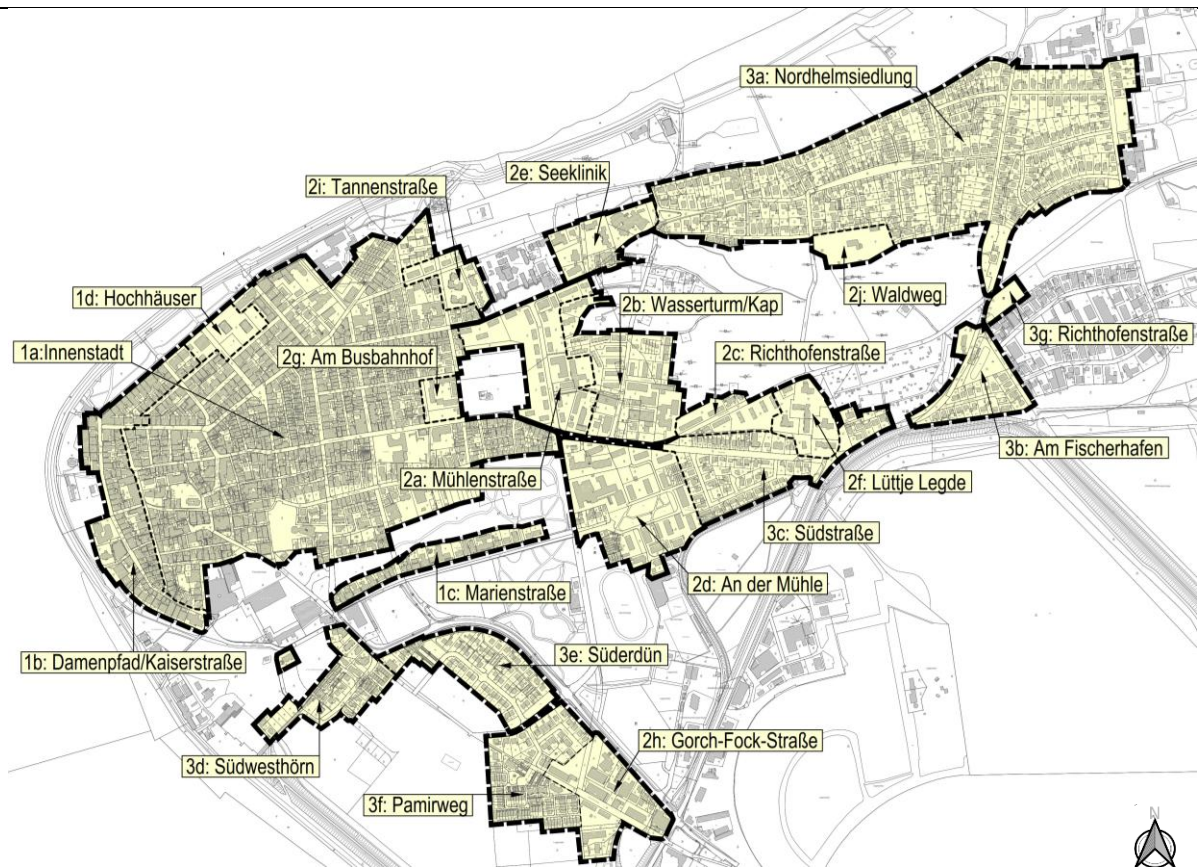 3a: Nordhelmsiedlung
2e: Seeklinik
2i: Tannenstraße
1d: Hochhäuser
2b: Wasserturm/Kap
2j: Waldweg
1a:Innenstadt
2g: Am Busbahnhof
2c: Richthofenstraße
3g: Richthofenstraße
3b: Am Fischerhafen
2a: Mühlenstraße
2f: Lüttje Legde
3c: Südstraße
2d: An der Mühle
1c: Marienstraße
1b: Damenpfad/Kaiserstraße
3e: Süderdün
2h: Gorch-Fock-Straße
3d: Südwesthörn
3f: Pamirweg
N